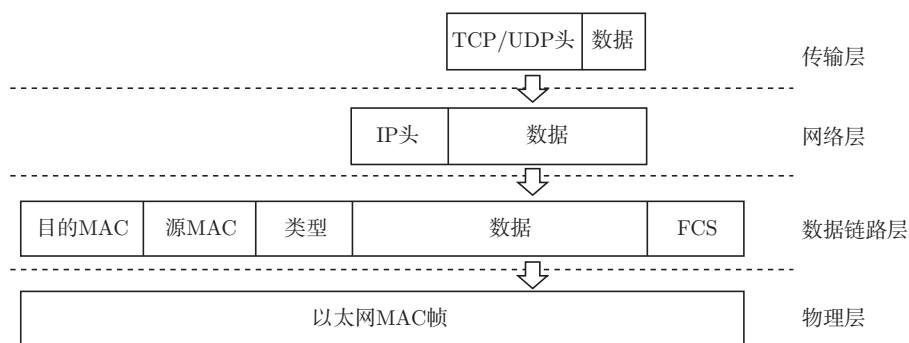 TCP/UDP头 数据
传输层
IP头 数据
网络层
目的MAC 源MAC 类型 数据 FCS
数据链路层
以太网MAC帧
物理层